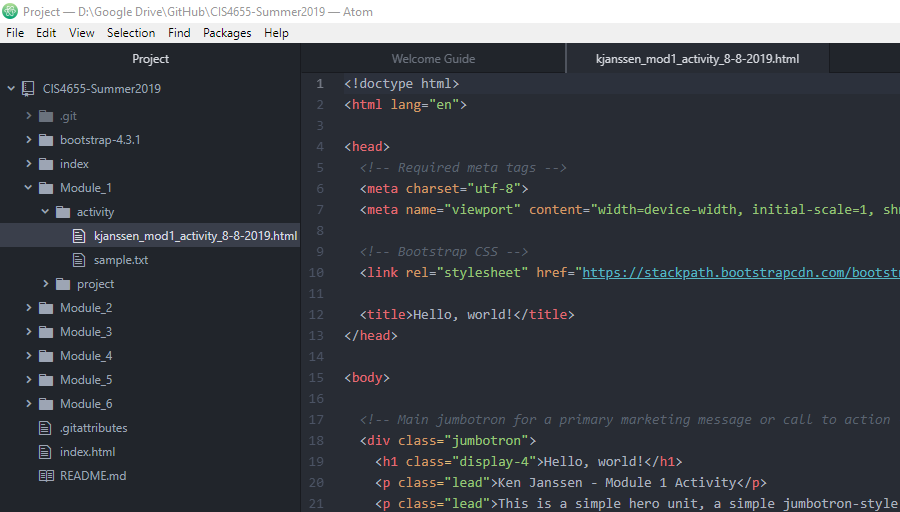 Project — D:\Google Drive\GitHub\CIS4655-Summer2019 — Atom
File Edit View Selection Find Packages Help
Project
CIS4655-Summer2019
.git
bootstrap-4.3.1
index
Module_1
activity
kjanssen_mod1_activity_8-8-2019.html
sample.txt
project
Module_2
Module_3
Module_4
Module_5
Module_6
.gitattributes
index.html
README.md
Welcome Guide kjanssen_mod1_activity_8-8-2019.html
1 <!doctype html>
2 <html lang="en">
3
4 <head>
5 <!-- Required meta tags -->
6 <meta charset="utf-8">
7 <meta name="viewport" content="width=device-width, initial-scale=1, shr
8
9 <!-- Bootstrap CSS -->
10 <link rel="stylesheet" href="https://stackpath.bootstrapcdn.com/bootst
11
12 <title>Hello, world!</title>
13 </head>
14
15 <body>
16
17 <!-- Main jumbotron for a primary marketing message or call to action
18 <div class="jumbotron">
19 <h1 class="display-4">Hello, world!</h1>
20 <p class="lead">Ken Janssen - Module 1 Activity</p>
21 <p class="lead">This is a simple hero unit, a simple jumbotron-style